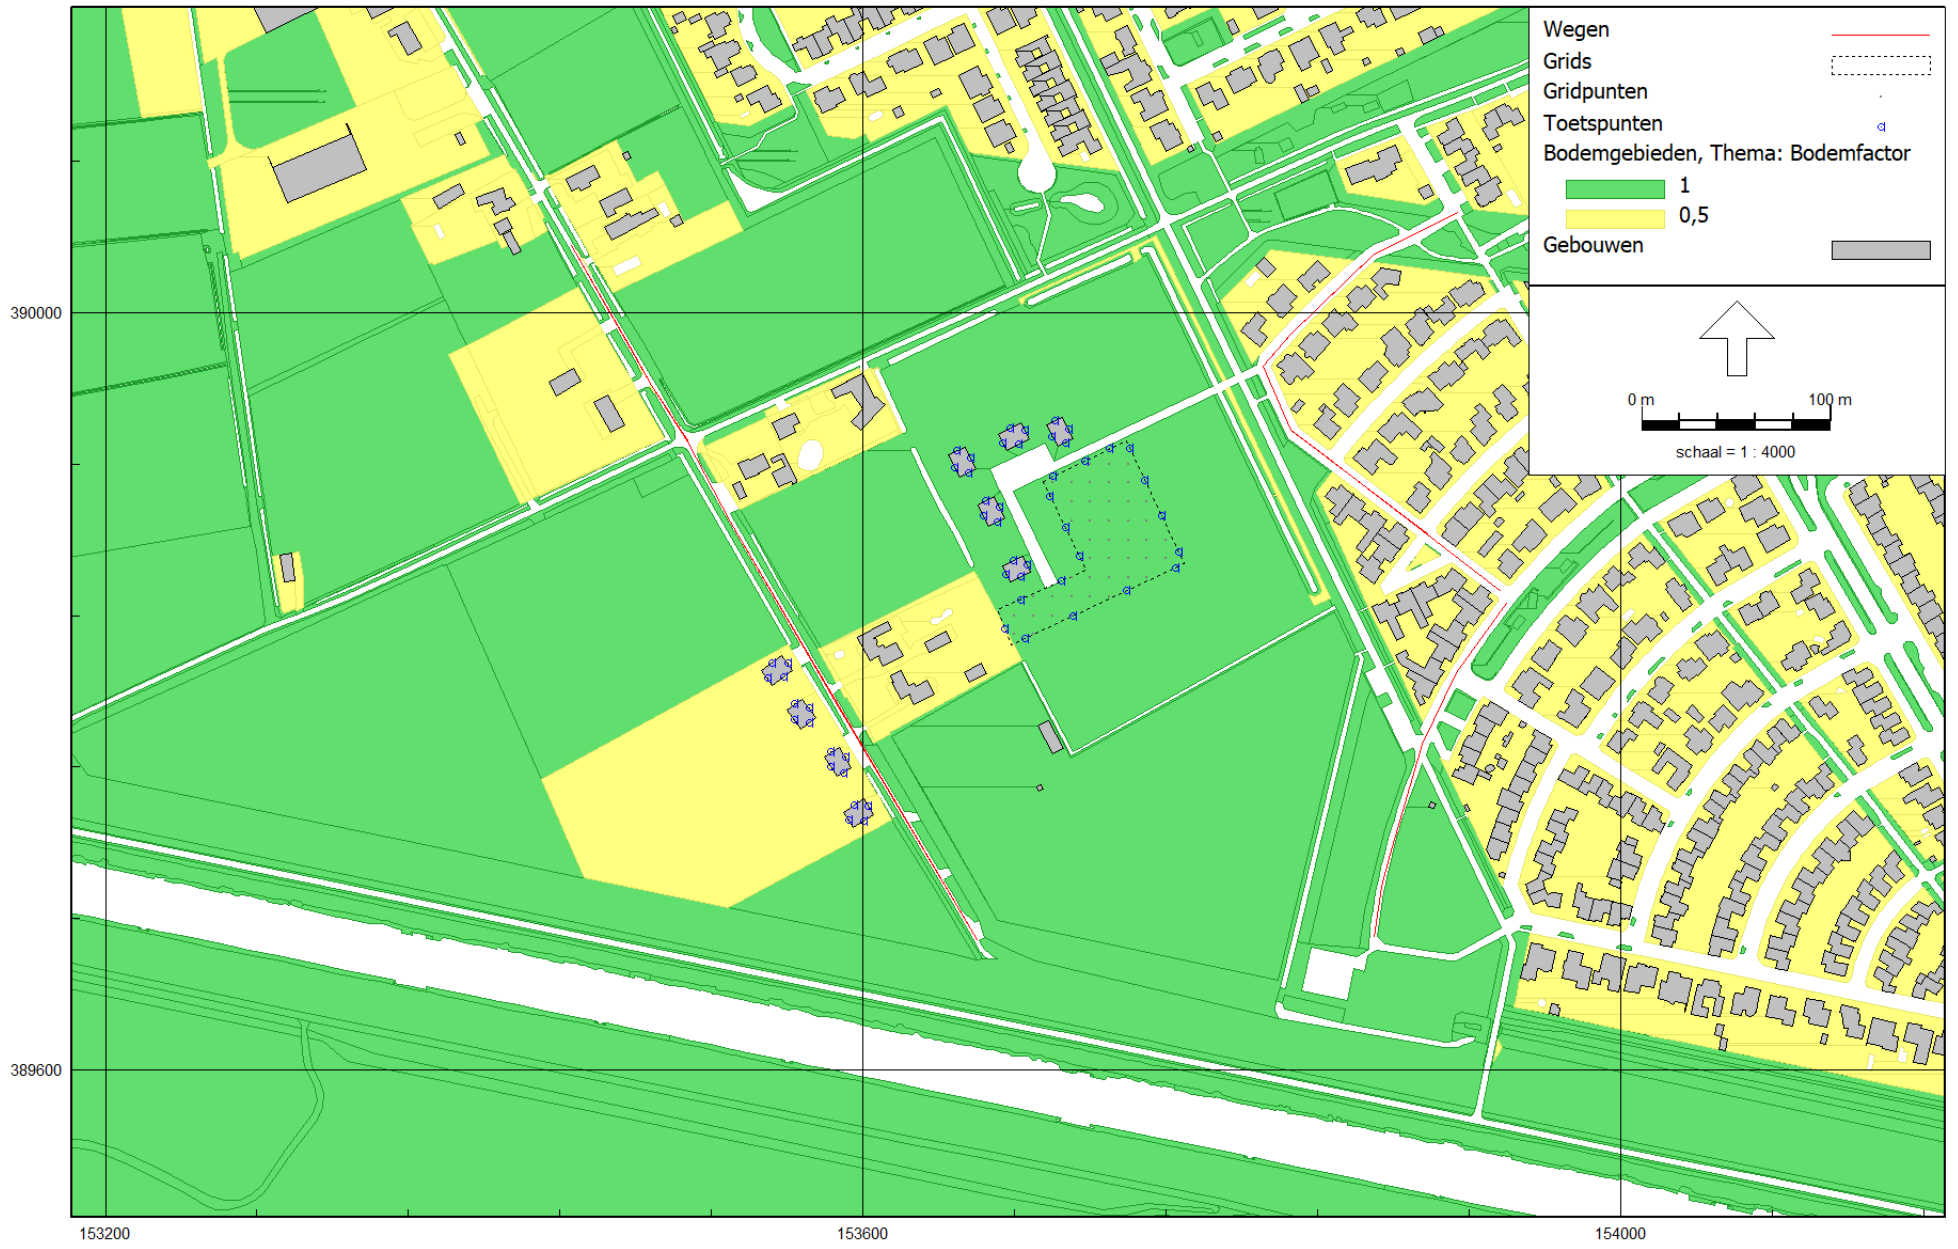 Wegen
Grids
Gridpunten
Toetspunten
Bodemgebieden, Thema: Bodemfactor
1
0,5
Gebouwen
0 m 100 m
schaal = 1 : 4000
390000
389600
153200 153600 154000